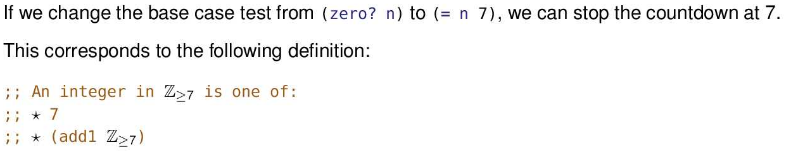 If we change the base case test from (zero? n) to (= n 7), we can stop the countdown at 7.
This corresponds to the following definition:
;; An integer in ℤ≥7 is one of:
;; ⋆ 7
;; ⋆ (add1 ℤ≥7)